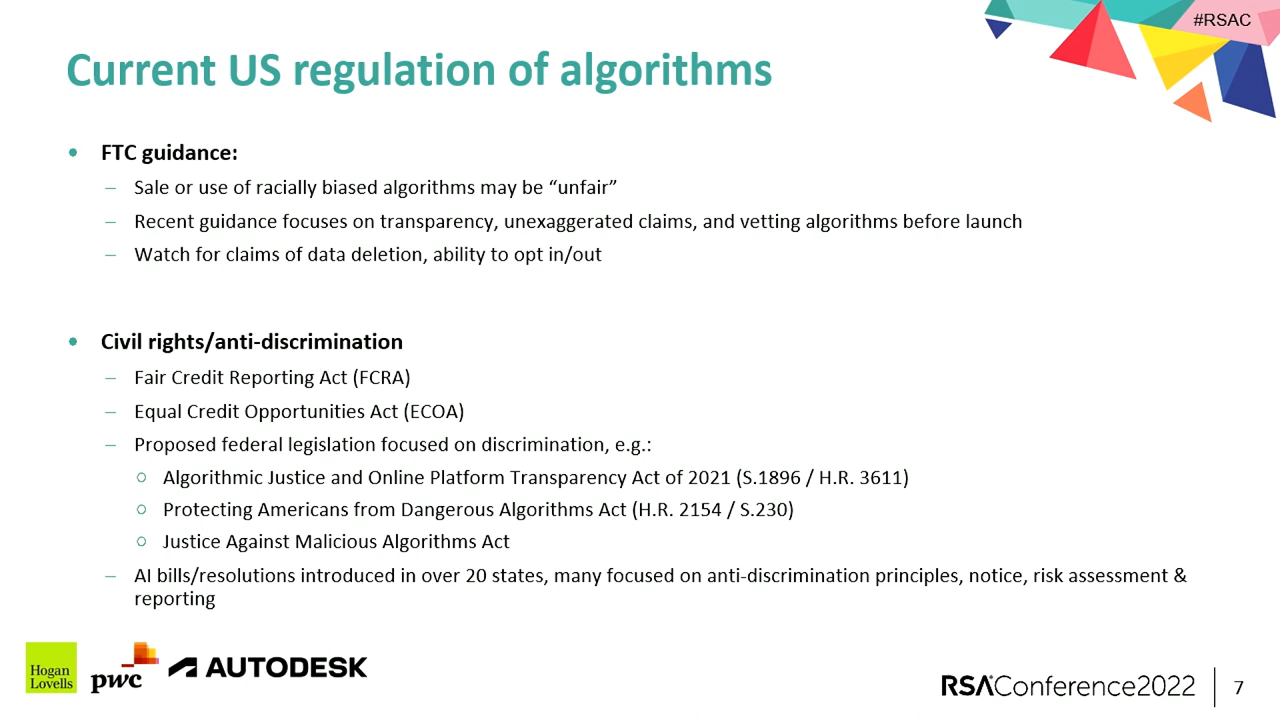 #RSAC
Current US regulation of algorithms
• FTC guidance:
– Sale or use of racially biased algorithms may be “unfair”
– Recent guidance focuses on transparency, unexaggerated claims, and vetting algorithms before launch
– Watch for claims of data deletion, ability to opt in/out
• Civil rights/anti-discrimination
– Fair Credit Reporting Act (FCRA)
– Equal Credit Opportunities Act (ECOA)
– Proposed federal legislation focused on discrimination, e.g.:
○ Algorithmic Justice and Online Platform Transparency Act of 2021 (S.1896 / H.R. 3611)
○ Protecting Americans from Dangerous Algorithms Act (H.R. 2154 / S.230)
○ Justice Against Malicious Algorithms Act
– AI bills/resolutions introduced in over 20 states, many focused on anti-discrimination principles, notice, risk assessment &
reporting
Hogan
Lovells
pwc
AUTODESK
RSAConference2022
7